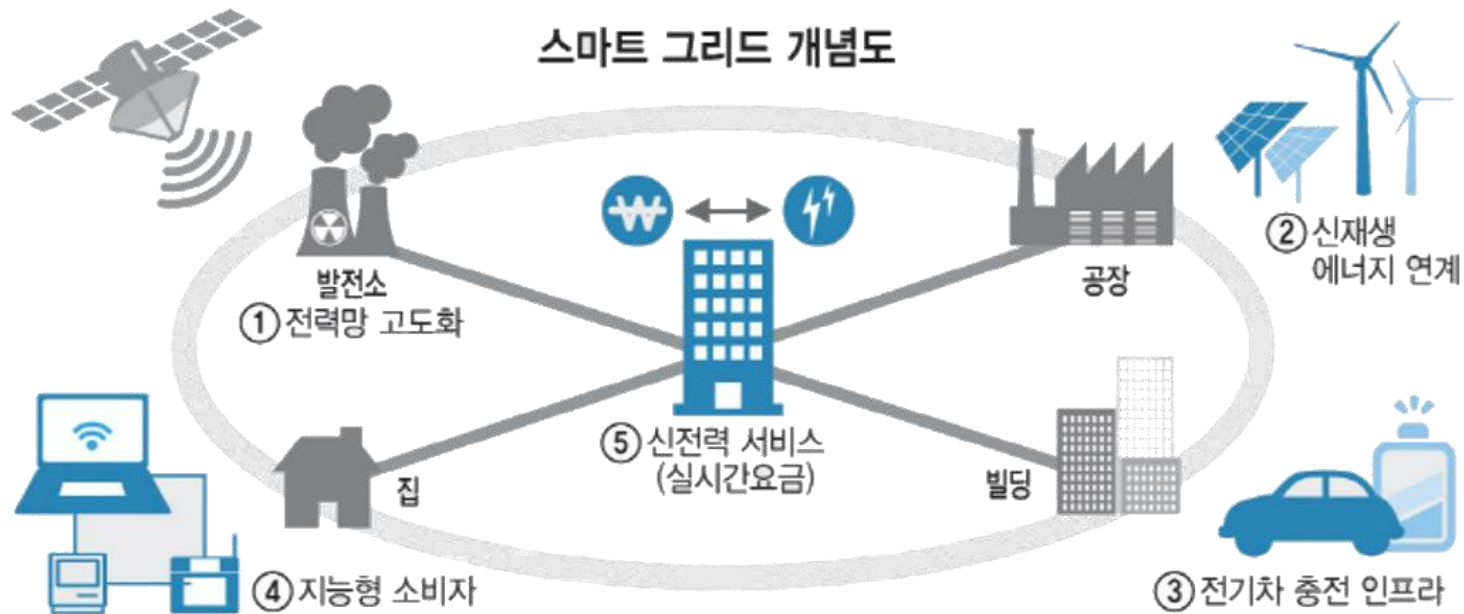 스마트 그리드 개념도
₩
발전소
① 전력망 고도화
공장
② 신재생
에너지 연계
⑤ 신전력 서비스
(실시간요금)
집
빌딩
④ 지능형 소비자
③ 전기차 충전 인프라